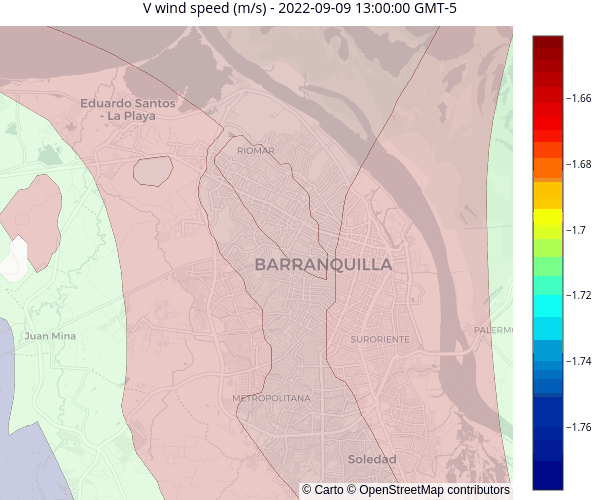 V wind speed (m/s) - 2022-09-09 13:00:00 GMT-5
Eduardo Santos
- La Playa
RIOMAR
BARRANQUILLA
Juan Mina
SURORIENTE
PALERMO
METROPOLITANA
Soledad
© Carto © OpenStreetMap contributors
−1.66
−1.68
−1.7
−1.72
−1.74
−1.76